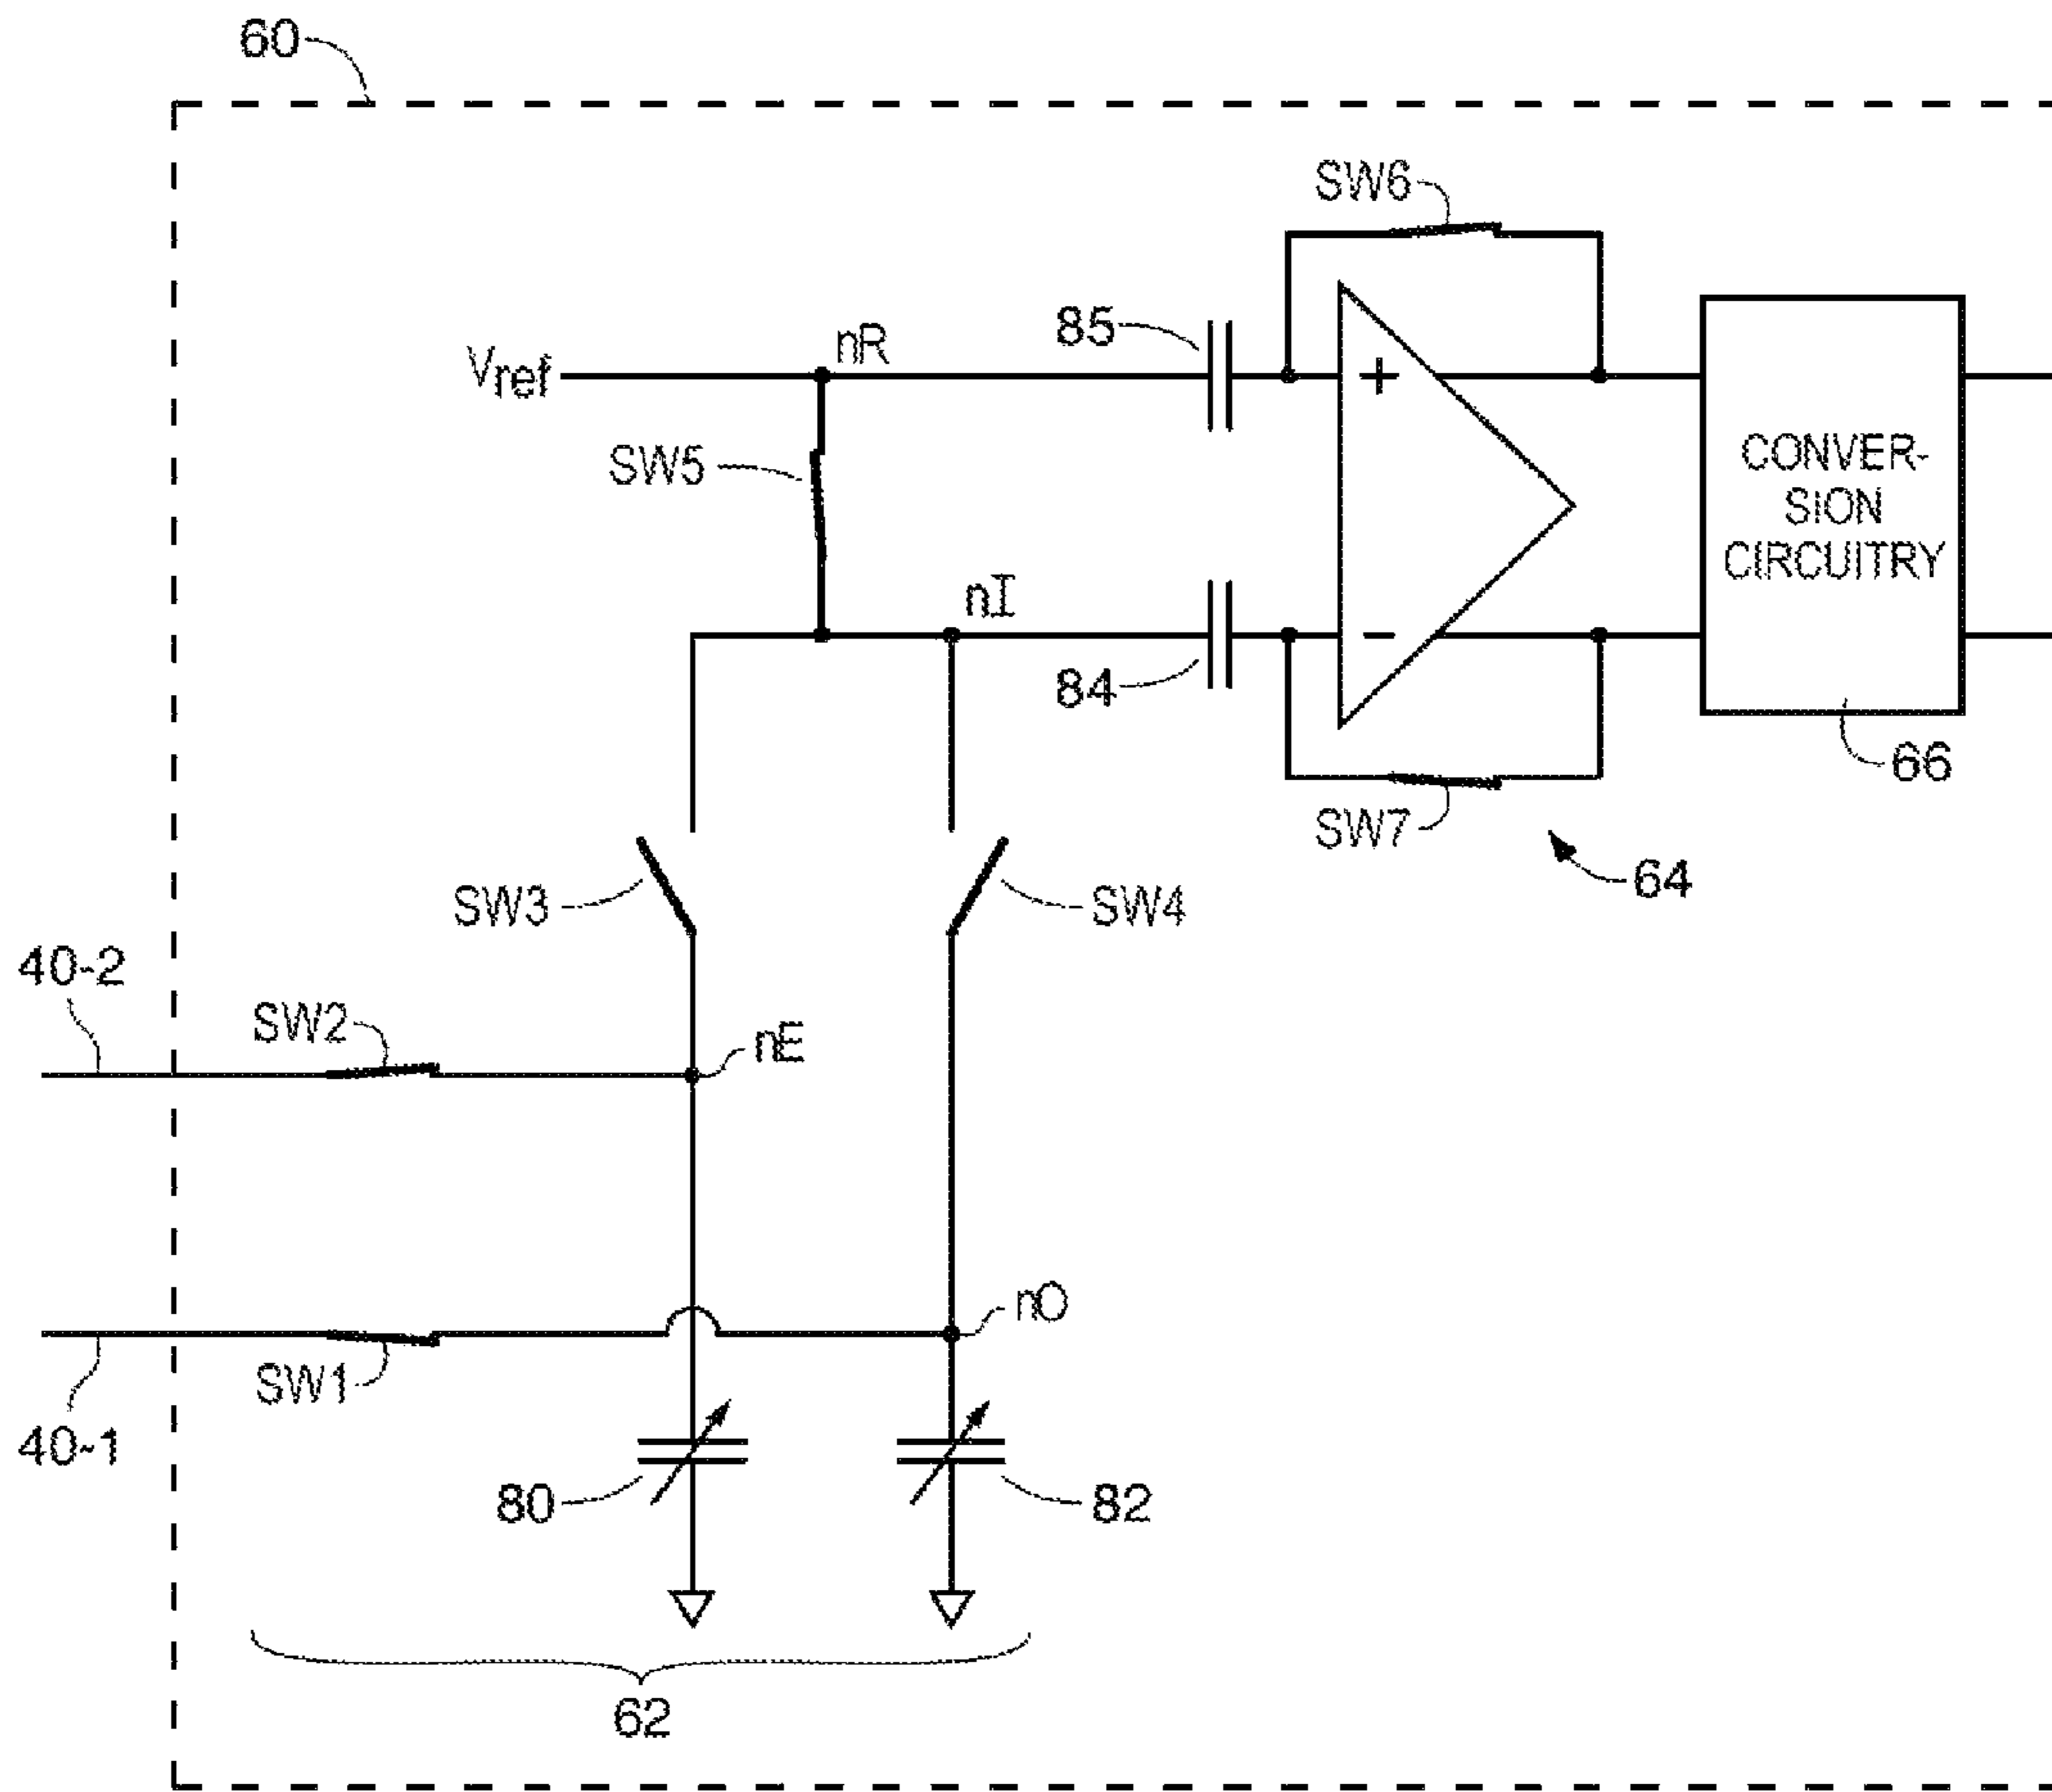 60
SW6
85
nR
Vref
+
SW5
CONVER-
SION
CIRCUITRY
nI
84
-
66
SW7
64
SW3
SW4
40-2
SW2
nE
nO
SW1
40-1
80
82
62